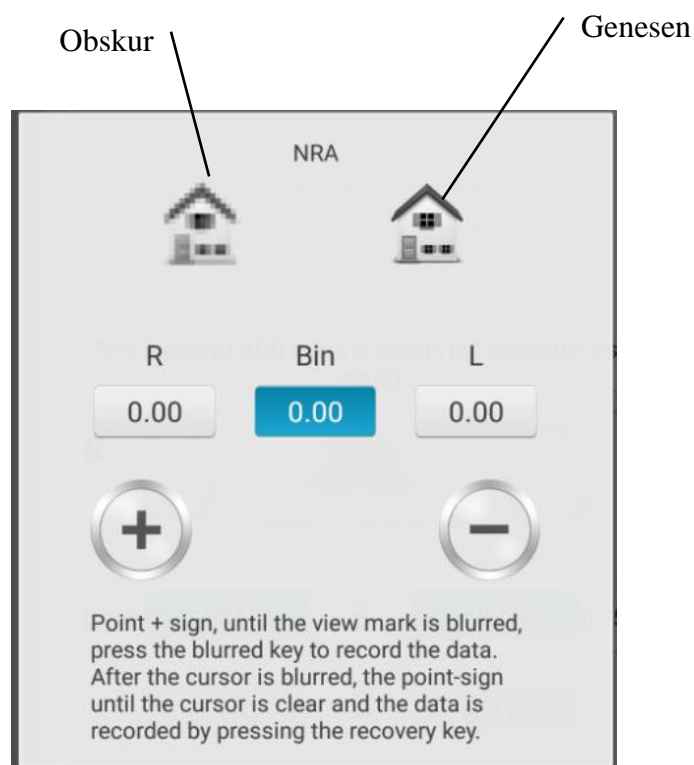 Obskur
Genesen
NRA
R Bin L
0.00 0.00 0.00
+ −
Point + sign, until the view mark is blurred,
press the blurred key to record the data.
After the cursor is blurred, the point-sign
until the cursor is clear and the data is
recorded by pressing the recovery key.